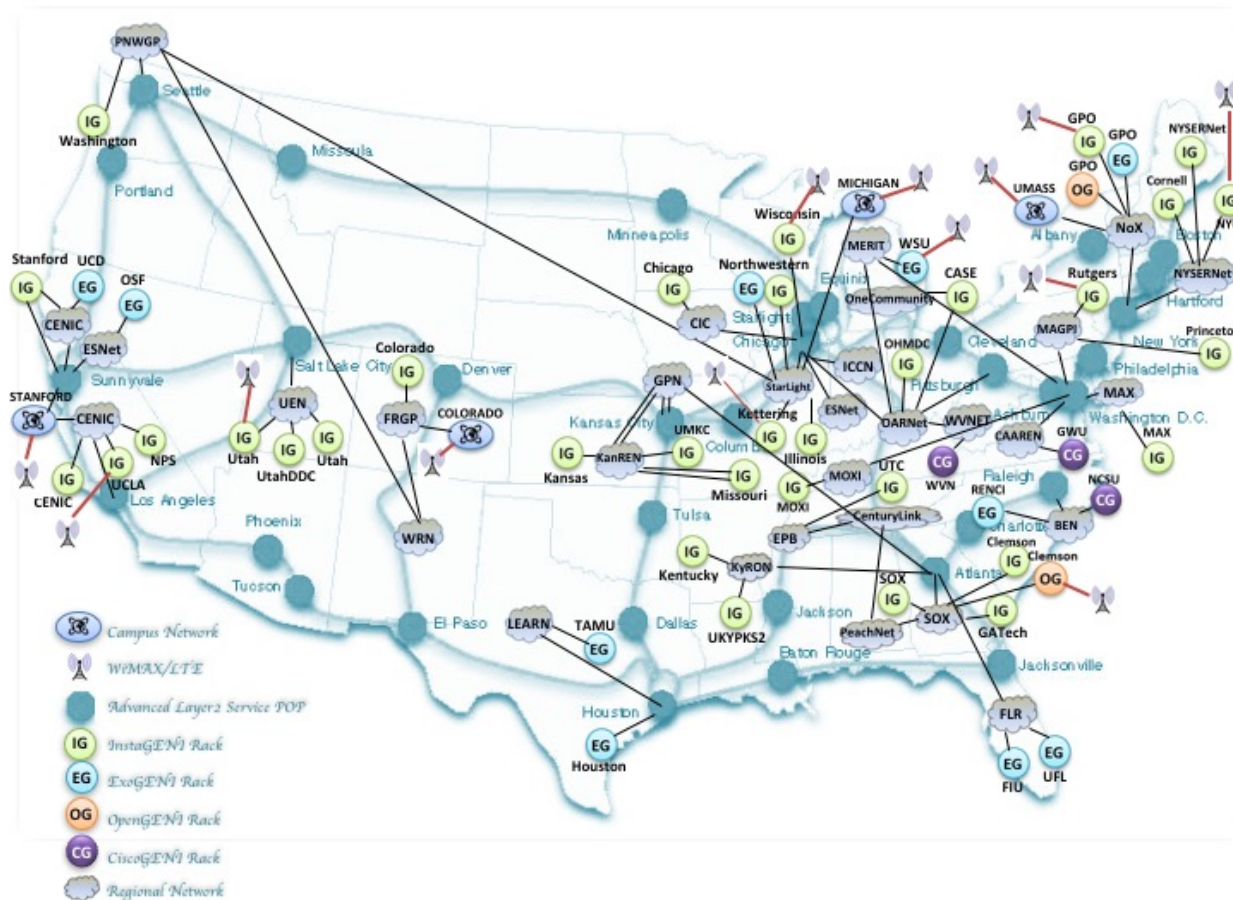 PNWGP
Seattle
IG
Washington
Portland
Missoula
Minneapolis
Stanford
IG
UCD
EG
OSF
EG
CENIC
ESNet
Sunnyvale
STANFORD
CENIC
IG
NPS
IG
UCLA
IG
CENIC
Los Angeles
Salt Lake City
UEN
IG
Utah
IG
UtahDDC
IG
Utah
Colorado
IG
FRGP
COLORADO
Denver
WRN
Phoenix
Tucson
El Paso
Wisconsin
IG
MICHIGAN
MERIT
WSU
EG
Northwestern
EG
IG
Equinix
Starlight
Chicago
Chicago
IG
CIC
OneCommunity
CASE
IG
OHMDC
IG
Cleveland
Pittsburgh
ICCN
StarLight
ESNet
Kettering
IG
Illinois
IG
OARNet
WVNET
CG
WVN
Ashburn
GPN
Kansas City
UMKC
IG
KanREN
IG
Kansas
IG
Missouri
MOXI
IG
MOXI
UTC
IG
CenturyLink
EPB
Tulsa
IG
Kentucky
KyRON
IG
UKYPKS2
Jackson
Dallas
LEARN
TAMU
EG
Houston
EG
Houston
Baton Rouge
PeachNet
SOX
IG
SOX
Atlanta
IG
GATech
Clemson
IG
Clemson
OG
Charlotte
RENCI
EG
BEN
Raleigh
NCSU
CG
Jacksonville
FLR
EG
FIU
EG
UFL
GPO
IG
GPO
EG
GPO
OG
UMASS
NoX
Albany
Boston
NYSERNet
IG
Cornell
IG
IG
NYSERNet
Hartford
New York
Rutgers
IG
MAGPI
Princeto
IG
Philadelphia
MAX
Washington D.C.
GWU
CG
CAAREN
MAX
IG
Campus Network
WiMAX/LTE
Advanced Layer2 Service POP
IG InstaGENI Rack
EG ExoGENI Rack
OG OpenGENI Rack
CG CiscoGENI Rack
Regional Network